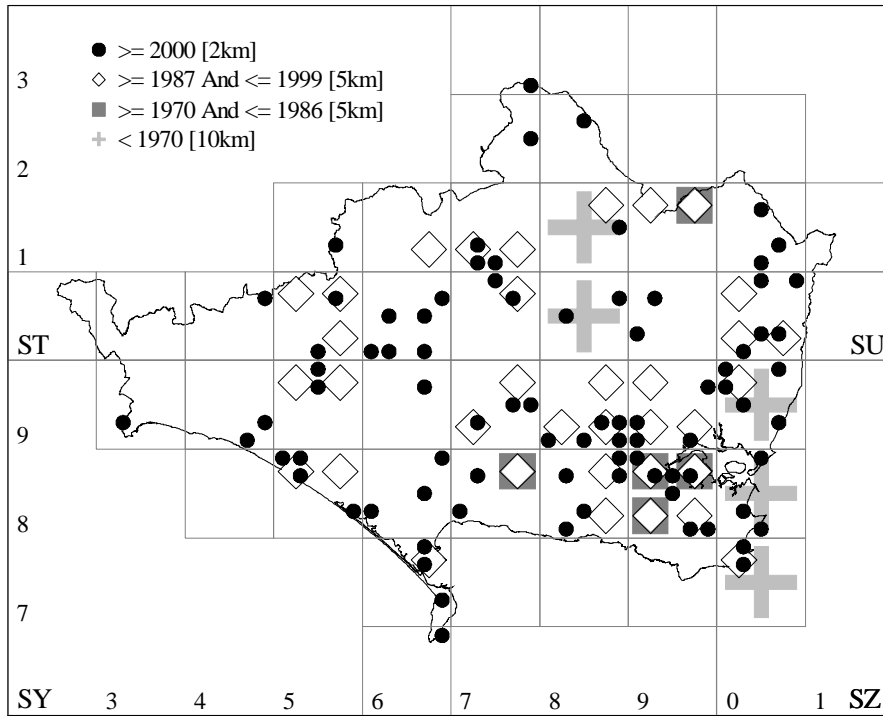 >= 2000 [2km]
>= 1987 And <= 1999 [5km]
>= 1970 And <= 1986 [5km]
< 1970 [10km]
3
2
1
ST SU
9
8
7
SY 3 4 5 6 7 8 9 0 1 SZ